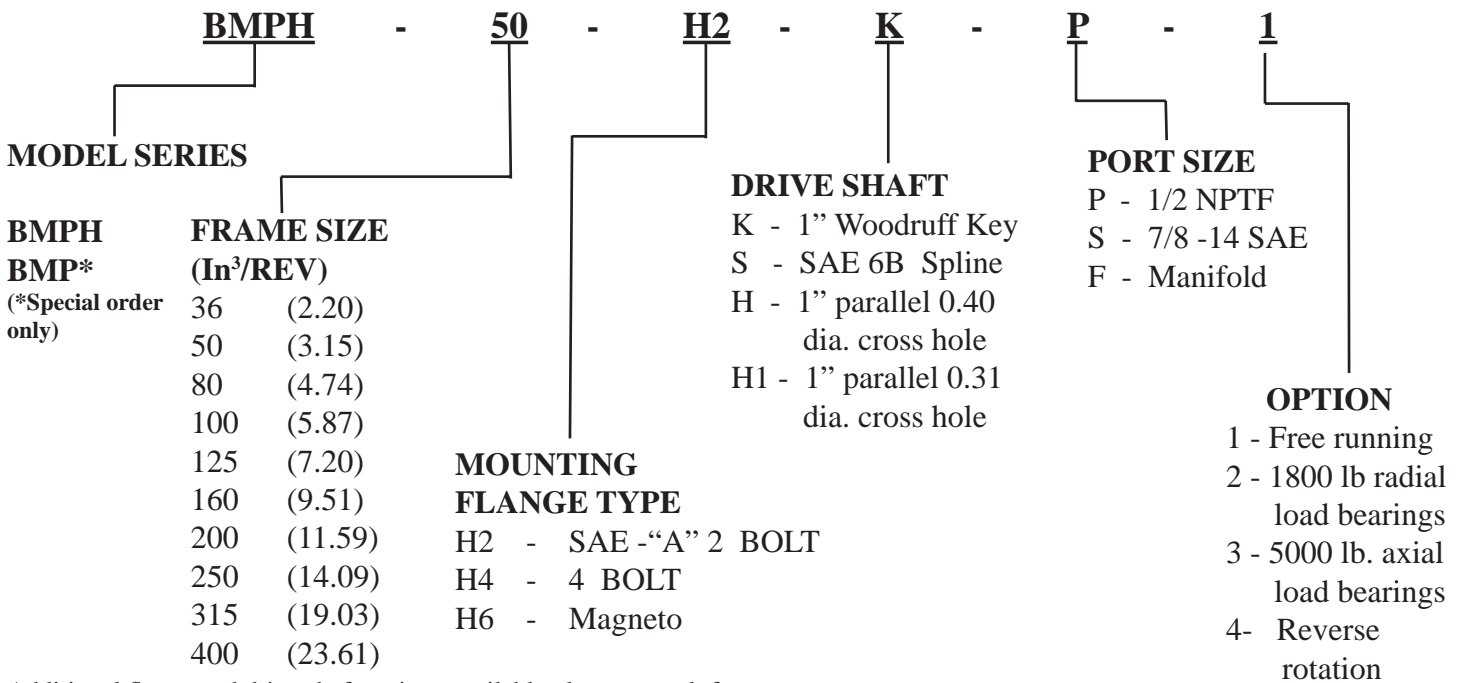 BMPH - 50 - H2 - K - P - 1
MODEL SERIES
BMPH
BMP*
(*Special order
only)
FRAME SIZE
(In³/REV)
36 (2.20)
50 (3.15)
80 (4.74)
100 (5.87)
125 (7.20)
160 (9.51)
200 (11.59)
250 (14.09)
315 (19.03)
400 (23.61)
MOUNTING
FLANGE TYPE
H2 - SAE -“A” 2 BOLT
H4 - 4 BOLT
H6 - Magneto
DRIVE SHAFT
K - 1” Woodruff Key
S - SAE 6B Spline
H - 1” parallel 0.40
dia. cross hole
H1 - 1” parallel 0.31
dia. cross hole
PORT SIZE
P - 1/2 NPTF
S - 7/8 -14 SAE
F - Manifold
OPTION
1 - Free running
2 - 1800 lb radial
load bearings
3 - 5000 lb. axial
load bearings
4- Reverse
rotation